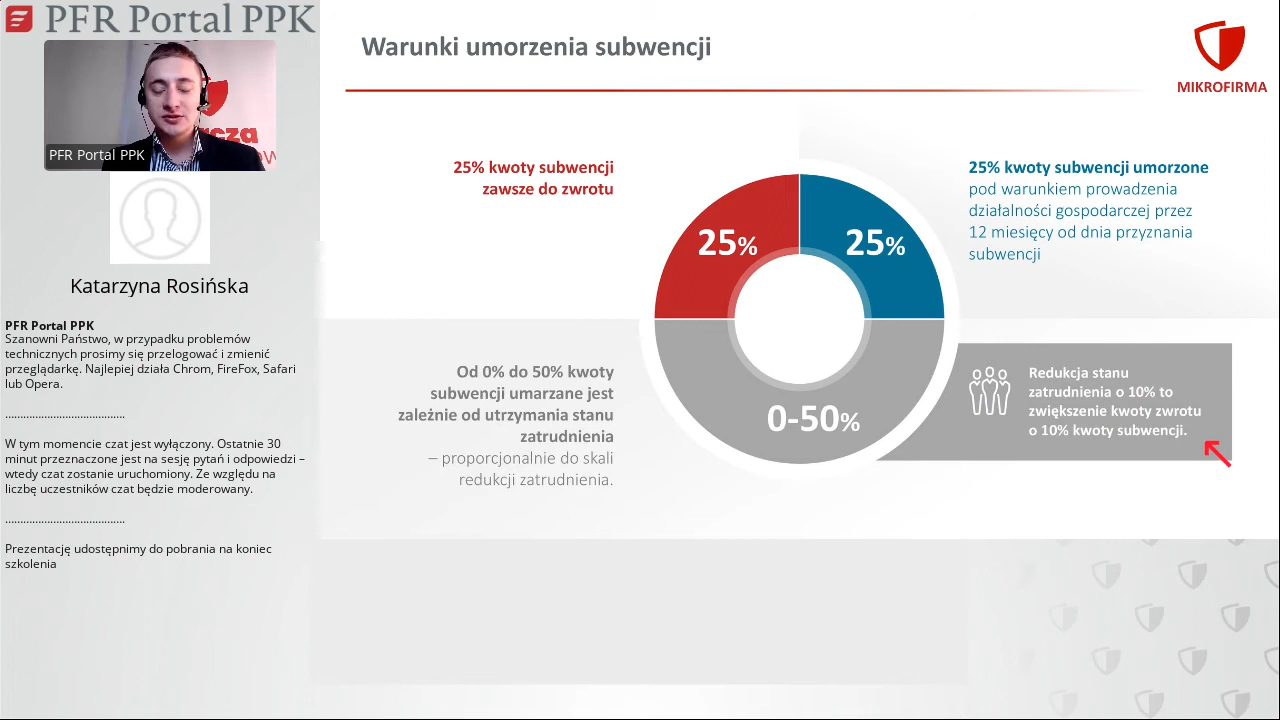 PFR Portal PPK
PFR Portal PPK
Katarzyna Rosińska
PFR Portal PPK
Szanowni Państwo, w przypadku problemów
technicznych prosimy się przelogować i zmienić
przeglądarkę. Najlepiej działa Chrom, FireFox, Safari
lub Opera.
........................................
W tym momencie czat jest wyłączony. Ostatnie 30
minut przeznaczone jest na sesję pytań i odpowiedzi –
wtedy czat zostanie uruchomiony. Ze względu na
liczbę uczestników czat będzie moderowany.
........................................
Prezentację udostępnimy do pobrania na koniec
szkolenia
Warunki umorzenia subwencji
MIKROFIRMA
25% kwoty subwencji
zawsze do zwrotu
25%
25%
25% kwoty subwencji umorzone
pod warunkiem prowadzenia
działalności gospodarczej przez
12 miesięcy od dnia przyznania
subwencji
Od 0% do 50% kwoty
subwencji umarzane jest
zależnie od utrzymania stanu
zatrudnienia
– proporcjonalnie do skali
redukcji zatrudnienia.
0-50%
Redukcja stanu
zatrudnienia o 10% to
zwiększenie kwoty zwrotu
o 10% kwoty subwencji.